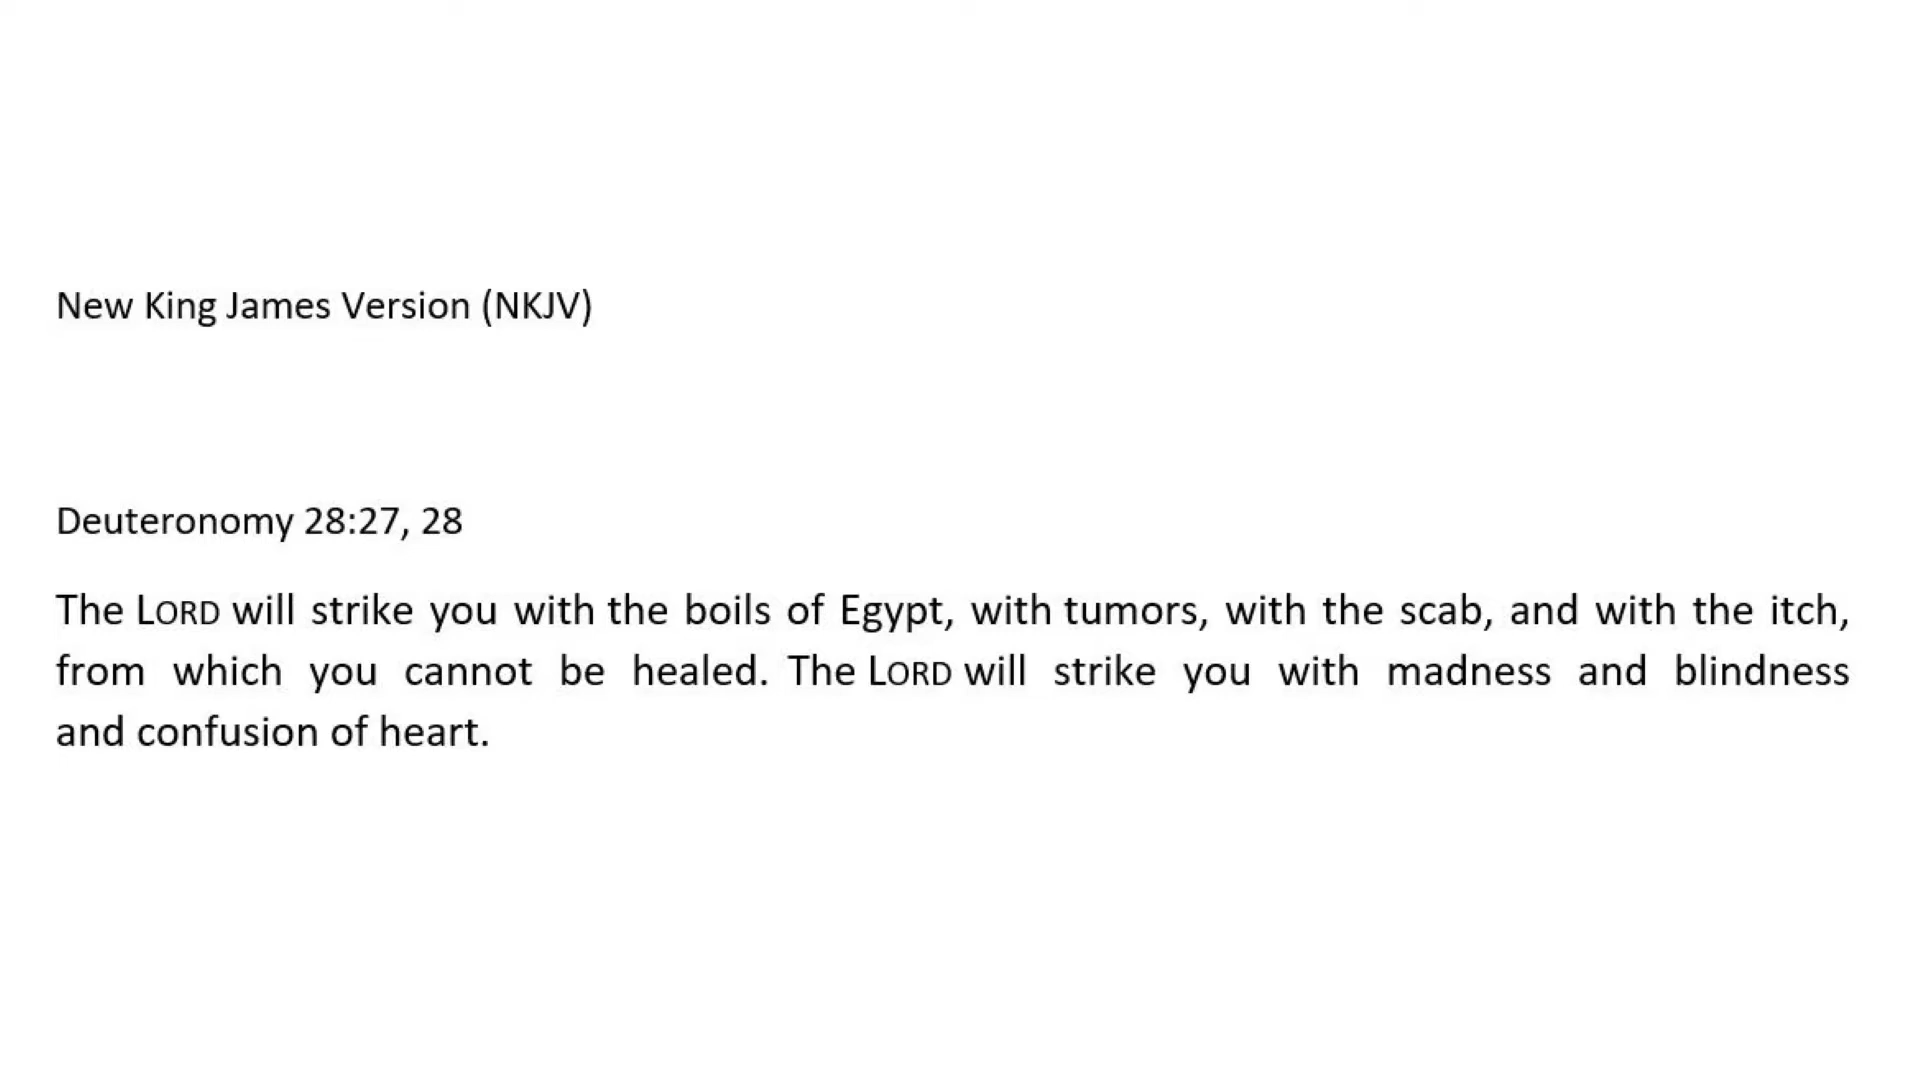 New King James Version (NKJV)
Deuteronomy 28:27, 28
The LORD will strike you with the boils of Egypt, with tumors, with the scab, and with the itch,
from which you cannot be healed. The LORD will strike you with madness and blindness
and confusion of heart.